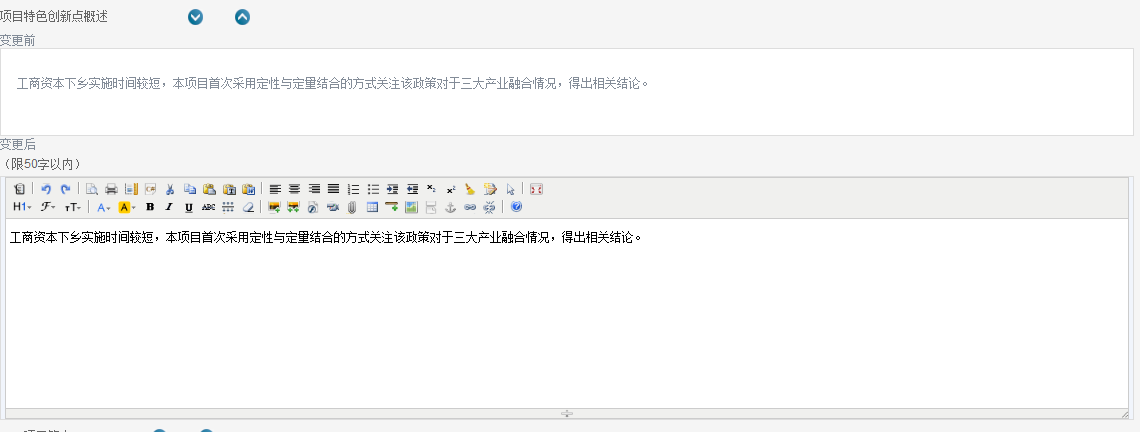 项目特色创新点概述
变更前
工商资本下乡实施时间较短，本项目首次采用定性与定量结合的方式关注该政策对于三大产业融合情况，得出相关结论。
变更后
（限50字以内）
H1 F TT A A B I U ABC
工商资本下乡实施时间较短，本项目首次采用定性与定量结合的方式关注该政策对于三大产业融合情况，得出相关结论。